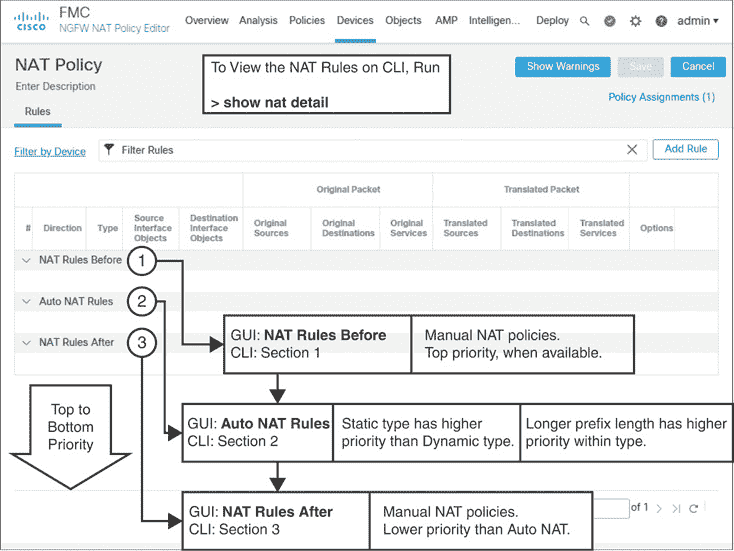 CISCO
FMC
NGFW NAT Policy Editor
Overview Analysis Policies Devices Objects AMP Intelligen... Deploy admin
NAT Policy
Enter Description
To View the NAT Rules on CLI, Run
> show nat detail
Show Warnings Save Cancel
Policy Assignments (1)
Rules
Filter by Device
Filter Rules
Add Rule
Original Packet
Translated Packet
# Direction Type Source Interface Objects Destination Interface Objects Original Sources Original Destinations Original Services Translated Sources Translated Destinations Translated Services Options
NAT Rules Before 1
Auto NAT Rules 2
NAT Rules After 3
GUI: NAT Rules Before
CLI: Section 1
Manual NAT policies.
Top priority, when available.
GUI: Auto NAT Rules
CLI: Section 2
Static type has higher
priority than Dynamic type.
Longer prefix length has higher
priority within type.
GUI: NAT Rules After
CLI: Section 3
Manual NAT policies.
Lower priority than Auto NAT.
Top to
Bottom
Priority
of 1